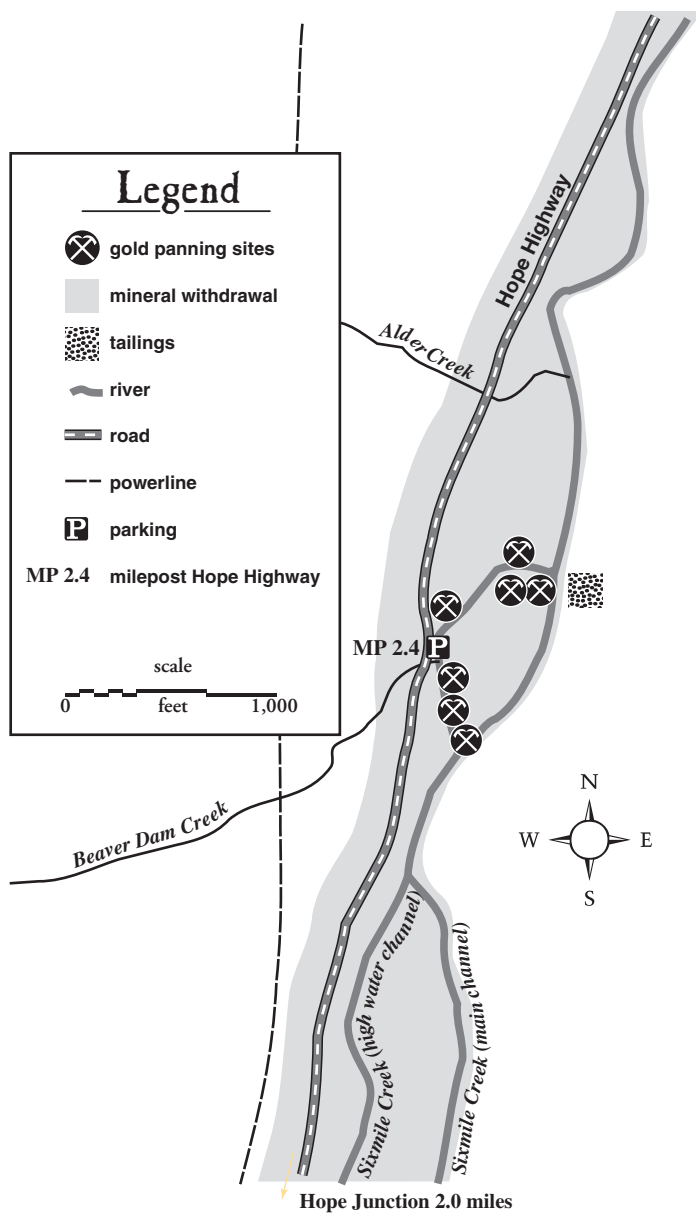 Legend
gold panning sites
mineral withdrawal
tailings
river
road
powerline
P parking
MP 2.4 milepost Hope Highway
scale
feet
0 1,000
Hope Highway
Alder Creek
MP 2.4 P
Beaver Dam Creek
N
W E
S
Sixmile Creek (high water channel)
Sixmile Creek (main channel)
Hope Junction 2.0 miles